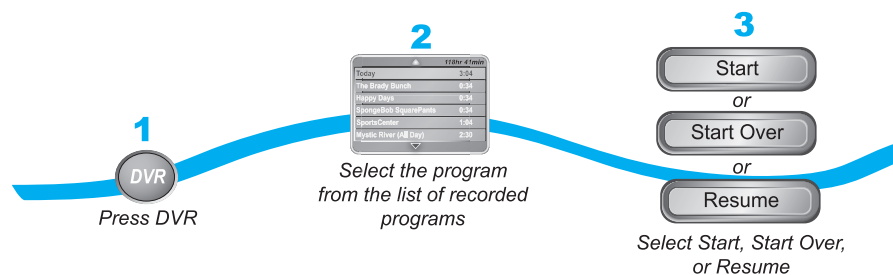 1
DVR
Press DVR
2
118hr 41min
Today 3:04
The Brady Bunch 0:34
Happy Days 0:34
SpongeBob SquarePants 0:34
SportsCenter 1:04
Mystic River (All Day) 2:30
Select the program
from the list of recorded
programs
3
Start
or
Start Over
or
Resume
Select Start, Start Over,
or Resume